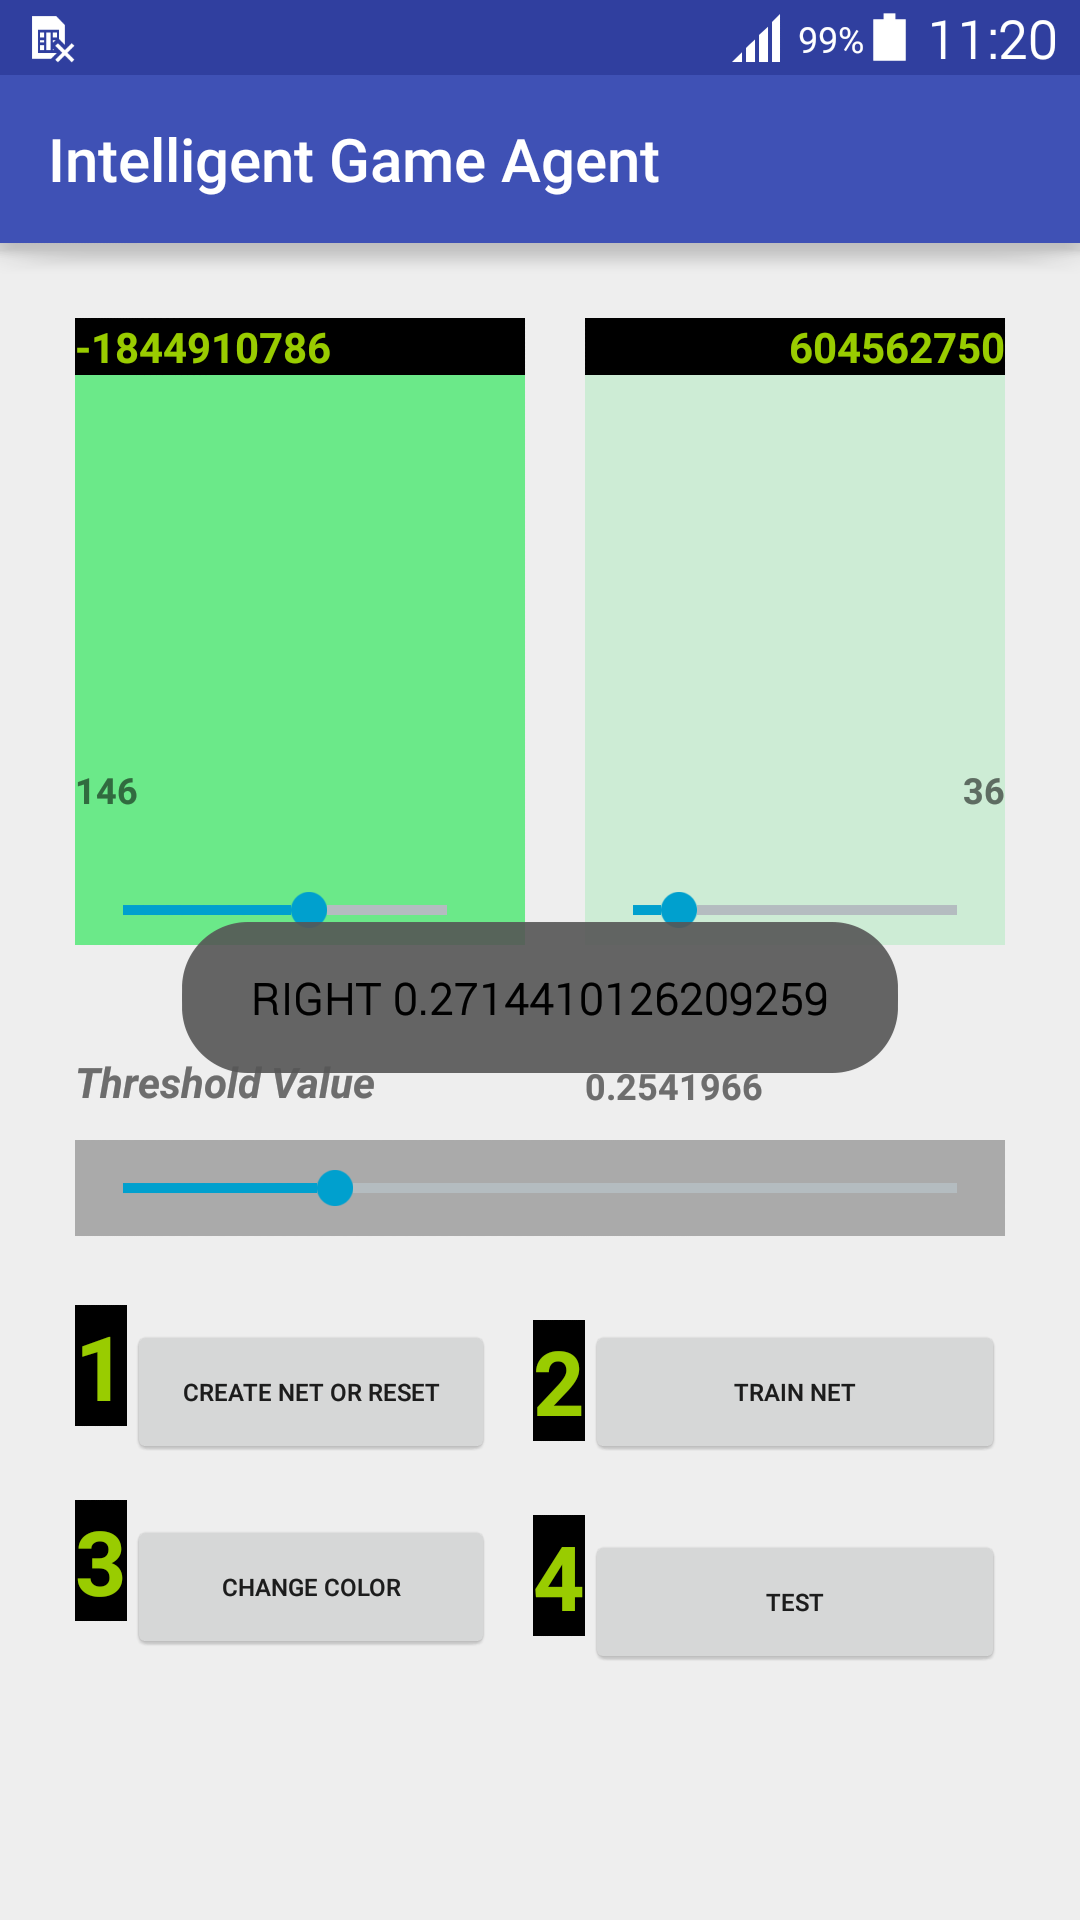 99% 11:20
Intelligent Game Agent
-1844910786 604562750
146 36
RIGHT 0.2714410126209259
Threshold Value 0.2541966
1 CREATE NET OR RESET 2 TRAIN NET
3 CHANGE COLOR 4 TEST